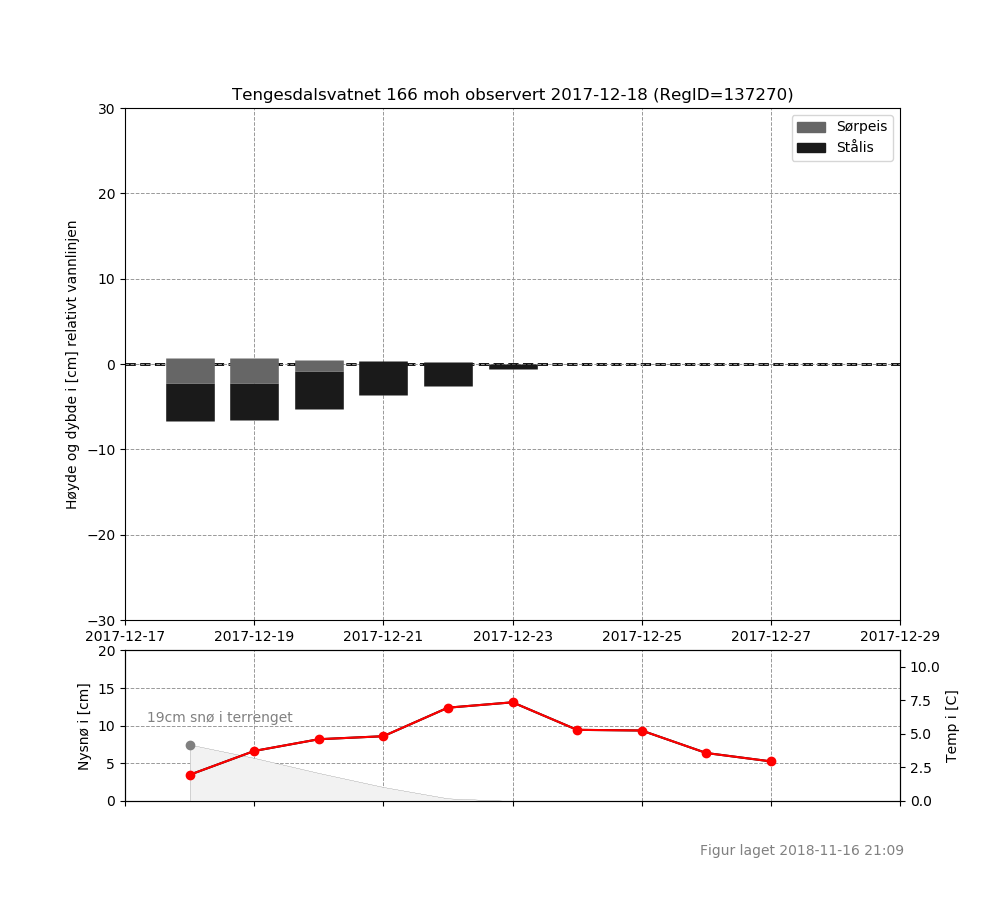 Tengesdalsvatnet 166 moh observert 2017-12-18 (RegID=137270)
Sørpeis
Stålis
Høyde og dybde i [cm] relativt vannlinjen
30
20
10
0
−10
−20
−30
2017-12-17 2017-12-19 2017-12-21 2017-12-23 2017-12-25 2017-12-27 2017-12-29
Nysnø i [cm]
20
15
10
5
0
19cm snø i terrenget
10.0
7.5
5.0
2.5
0.0
Temp i [C]
Figur laget 2018-11-16 21:09